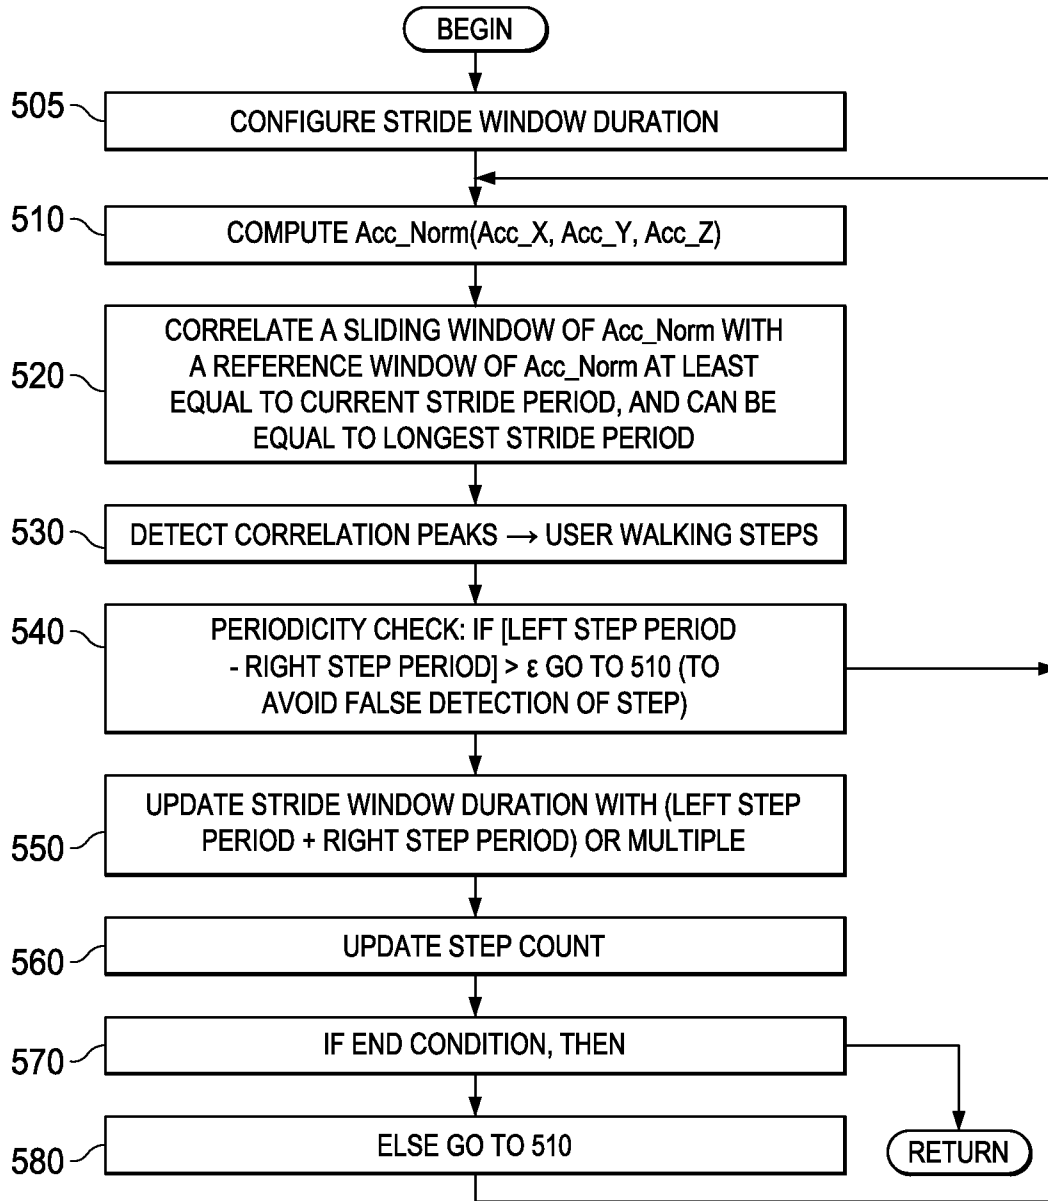 BEGIN
505
CONFIGURE STRIDE WINDOW DURATION
510
COMPUTE Acc_Norm(Acc_X, Acc_Y, Acc_Z)
520
CORRELATE A SLIDING WINDOW OF Acc_Norm WITH
A REFERENCE WINDOW OF Acc_Norm AT LEAST
EQUAL TO CURRENT STRIDE PERIOD, AND CAN BE
EQUAL TO LONGEST STRIDE PERIOD
530
DETECT CORRELATION PEAKS → USER WALKING STEPS
540
PERIODICITY CHECK: IF [LEFT STEP PERIOD
- RIGHT STEP PERIOD] > ε GO TO 510 (TO
AVOID FALSE DETECTION OF STEP)
550
UPDATE STRIDE WINDOW DURATION WITH (LEFT STEP
PERIOD + RIGHT STEP PERIOD) OR MULTIPLE
560
UPDATE STEP COUNT
570
IF END CONDITION, THEN
580
ELSE GO TO 510
RETURN